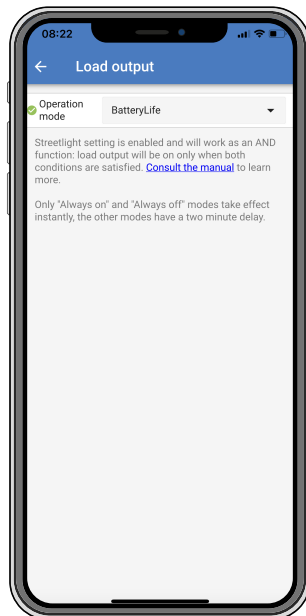 08:22
Load output
Operation
mode
BatteryLife
Streetlight setting is enabled and will work as an AND
function: load output will be on only when both
conditions are satisfied. Consult the manual to learn
more.
Only "Always on" and "Always off" modes take effect
instantly, the other modes have a two minute delay.